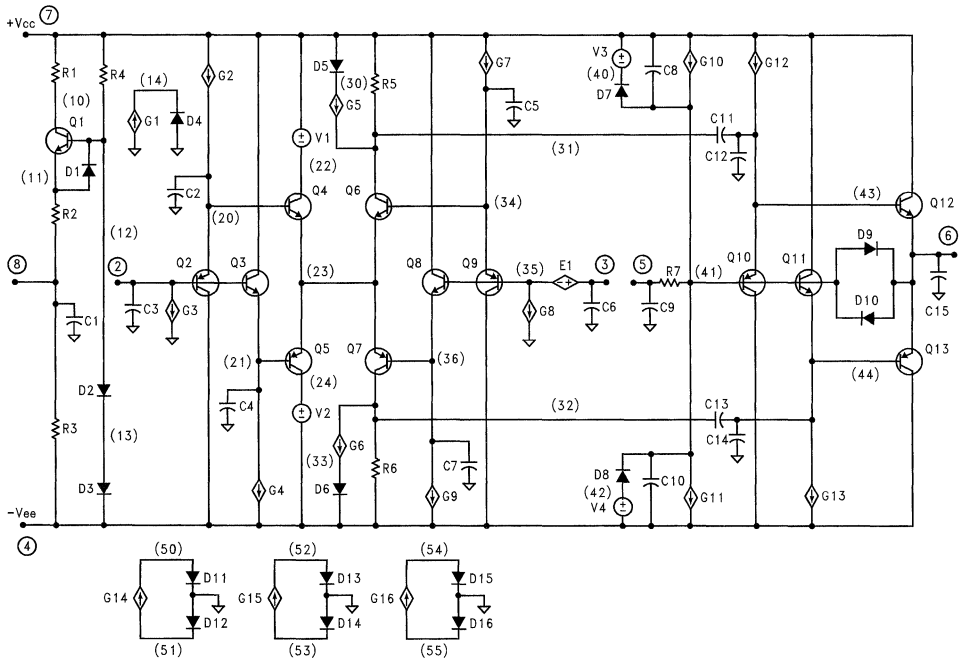 ⑦
+Vcc
R1
R4
(14)
G2
D5
(30)
R5
G7
V3
(40)
C8
G10
G12
(10)
Q1
G1
D4
G5
C5
D7
D1
V1
(22)
C11
C12
(31)
(11)
C2
Q4
Q6
R2
(20)
(34)
(43)
Q12
(12)
D9
⑥
⑧
②
Q2
Q3
(23)
Q8
Q9
(35)
E1
③
⑤
R7
(41)
Q10
Q11
D10
C15
C1
C3
G3
G8
C6
C9
Q5
Q7
Q13
(21)
(24)
(36)
(44)
D2
C4
V2
(32)
C13
C14
R3
(13)
G6
(33)
R6
C7
D8
(42)
C10
D3
G4
D6
G9
V4
G11
G13
-Vee
④
(50)
(52)
(54)
D11
D13
D15
G14
G15
G16
D12
D14
D16
(51)
(53)
(55)